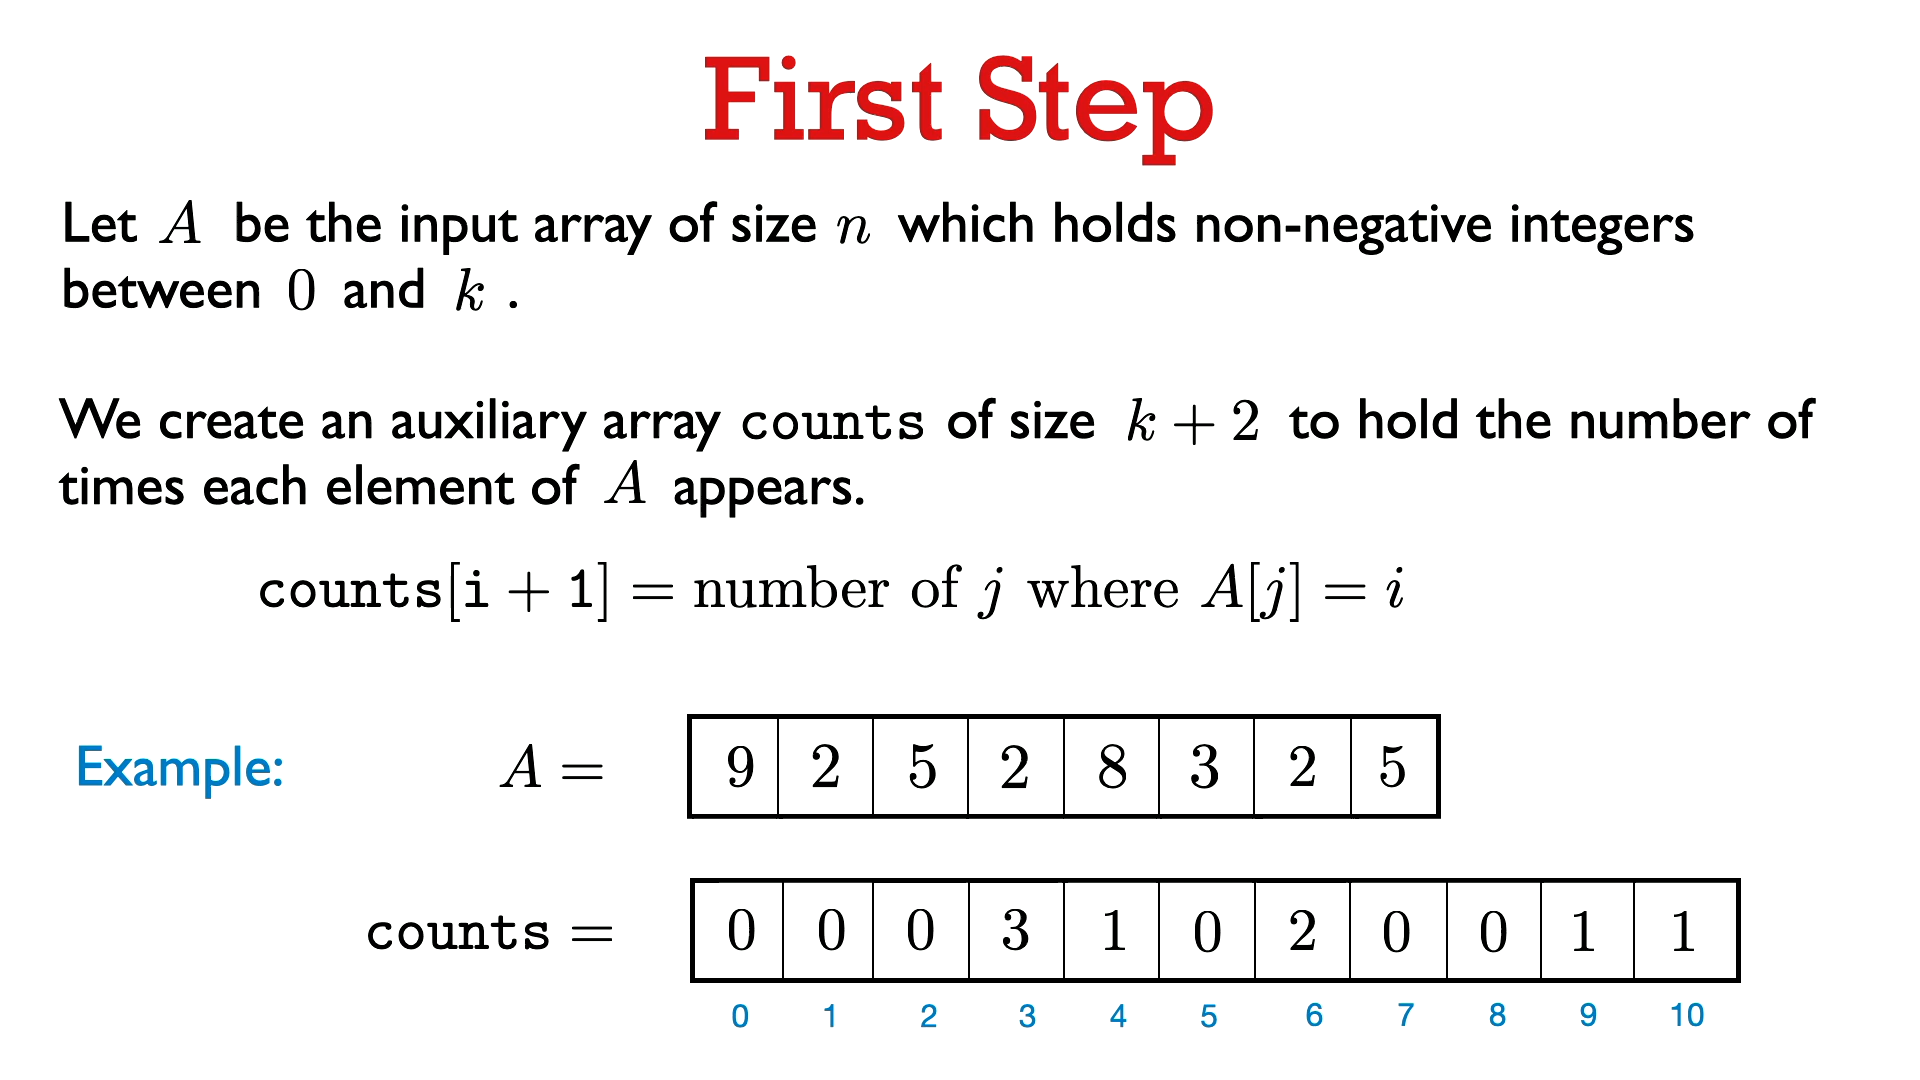 First Step
Let A be the input array of size n which holds non-negative integers
between 0 and k .
We create an auxiliary array counts of size k + 2 to hold the number of
times each element of A appears.
counts[i + 1] = number of j where A[j] = i
Example: A = 9 2 5 2 8 3 2 5
counts = 0 0 0 3 1 0 2 0 0 1 1
0 1 2 3 4 5 6 7 8 9 10